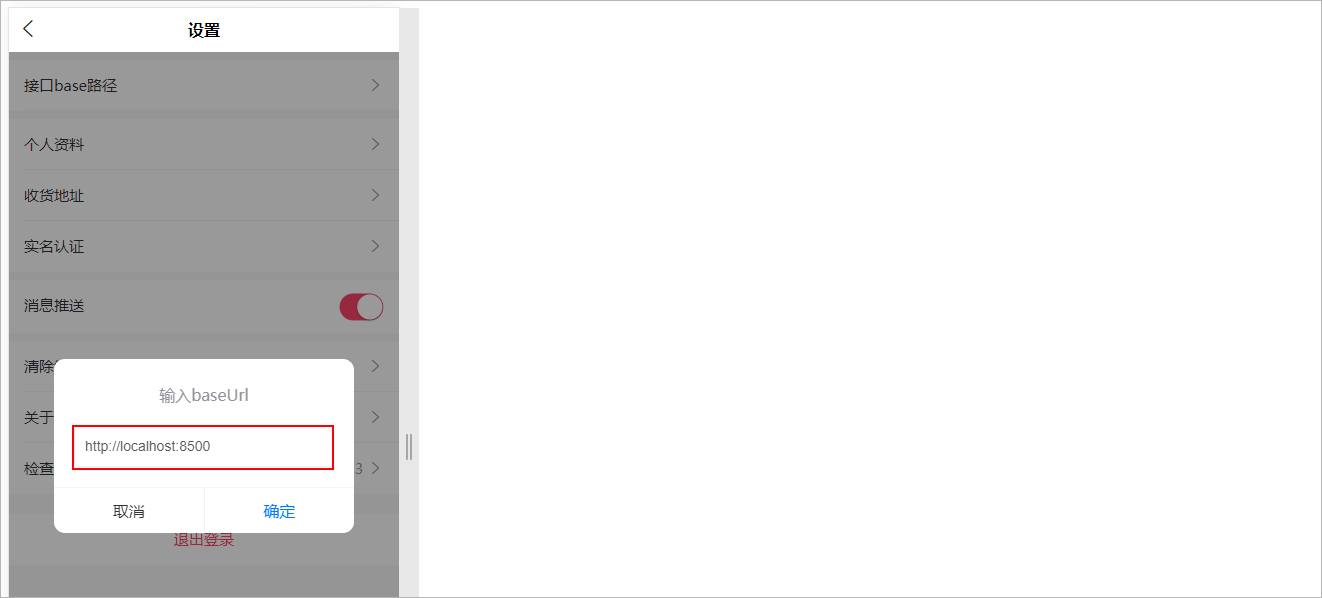 设置
接口base路径
个人资料
收货地址
实名认证
消息推送
清除
输入baseUrl
http://localhost:8500
关于
检查
3
取消
确定
退出登录